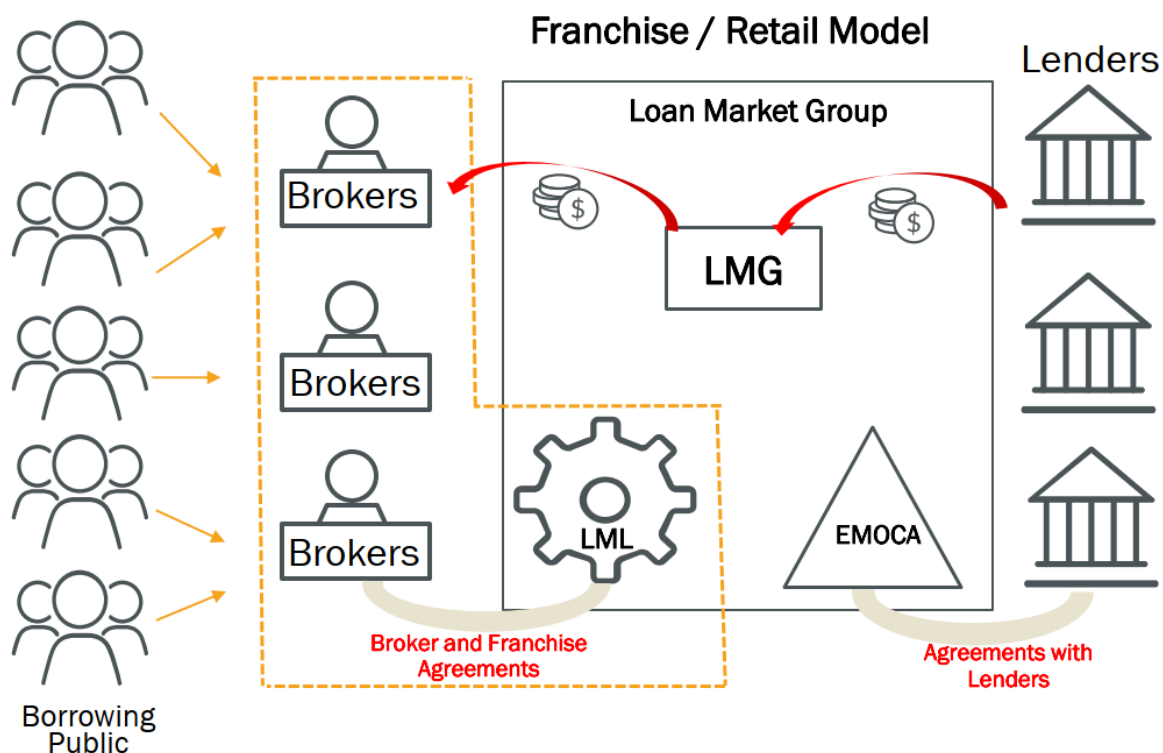 Franchise / Retail Model
Lenders
Loan Market Group
Brokers
$
$
LMG
Brokers
Brokers
LML
EMOCA
Broker and Franchise
Agreements
Agreements with
Lenders
Borrowing
Public